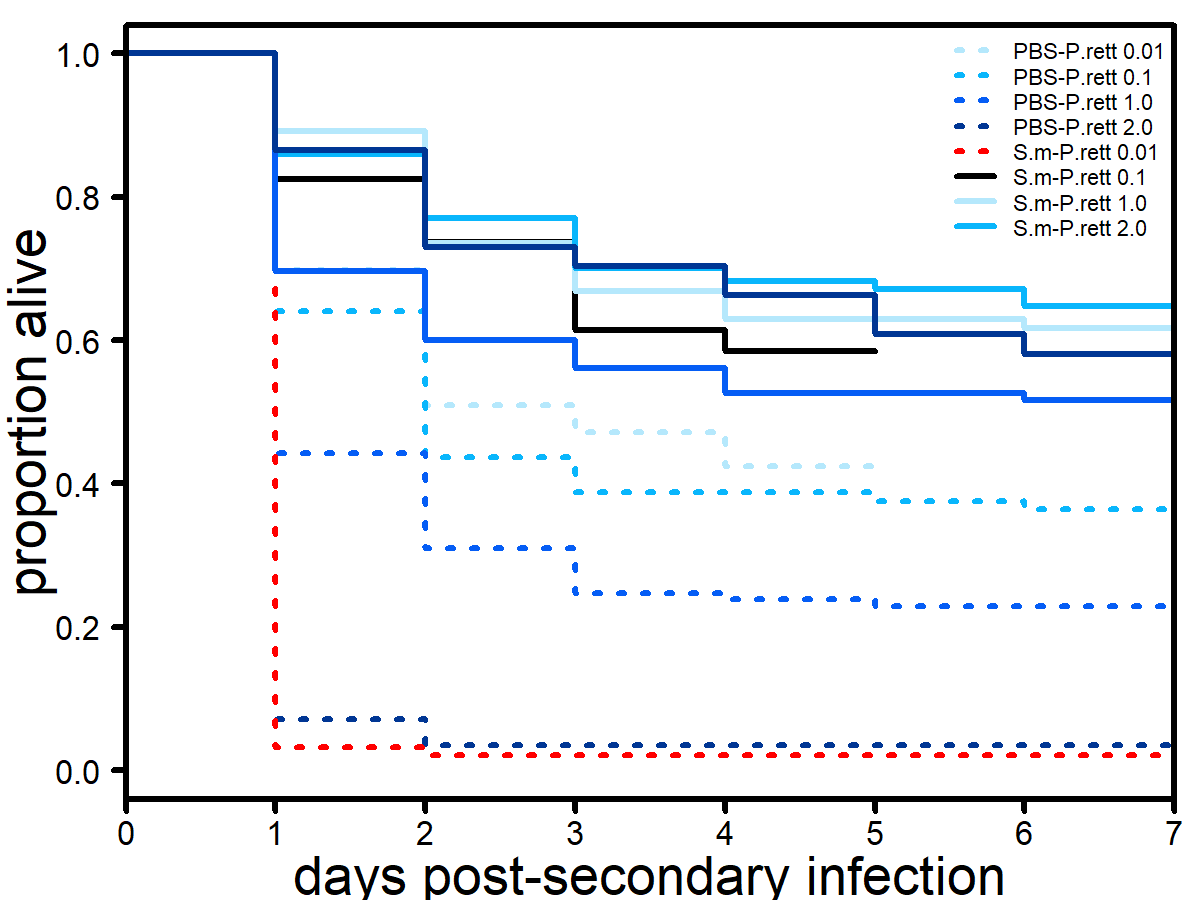 1.0
0.8
0.6
0.4
0.2
0.0
proportion alive
PBS-P.rett 0.01
PBS-P.rett 0.1
PBS-P.rett 1.0
PBS-P.rett 2.0
S.m-P.rett 0.01
S.m-P.rett 0.1
S.m-P.rett 1.0
S.m-P.rett 2.0
0 1 2 3 4 5 6 7
days post-secondary infection